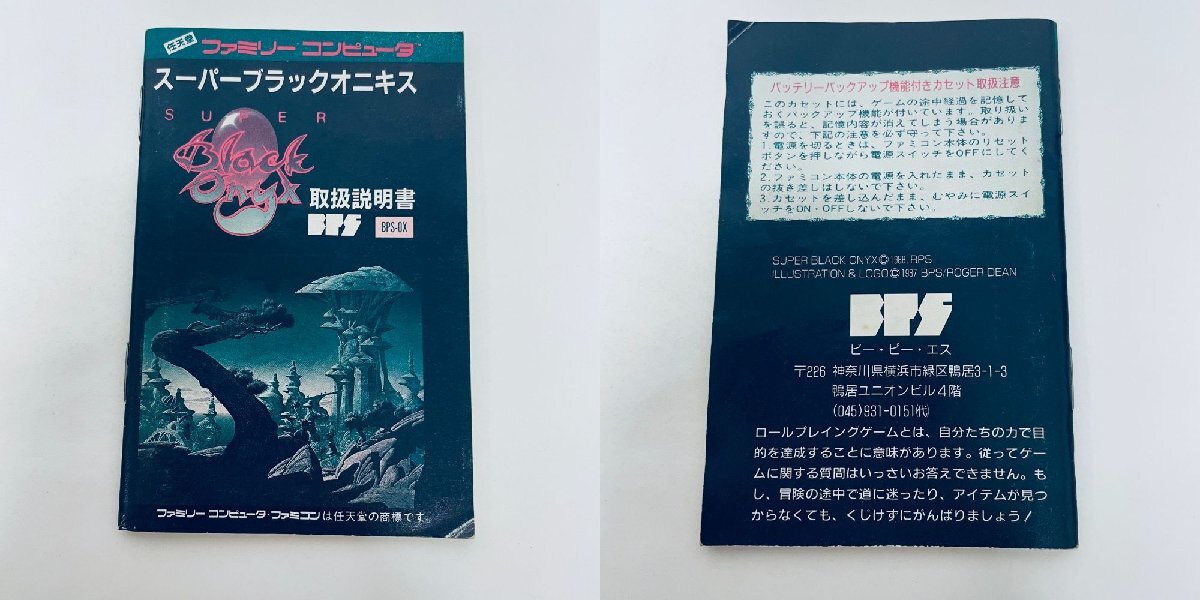 任天堂 ファミリーコンピュータ™
スーパーブラックオニキス
SUPER
Black
Onyx
取扱説明書
BPS BPS-OX
ファミリーコンピュータ・ファミコンは任天堂の商標です。
バッテリーバックアップ機能付きカセット取扱注意
このカセットには、ゲームの途中経過を記憶して
おくバックアップ機能が付いています。取り扱い
を誤ると、記憶内容が消えてしまう場合がありま
すので、下記の注意を必ず守って下さい。
1.電源を切るときは、ファミコン本体のリセット
ボタンを押しながら電源スイッチをOFFにしてく
ださい。
2.ファミコン本体の電源を入れたまま、カセット
の抜き差しはしないで下さい。
3.カセットを差し込んだまま、むやみに電源スイ
ッチをON・OFFしないで下さい。
SUPER BLACK ONYX©1988, BPS
ILLUSTRATION & LOGO©1987 BPS/ROGER DEAN
BPS
ビー・ピー・エス
〒226 神奈川県横浜市緑区鴨居3-1-3
鴨居ユニオンビル4階
(045)931-0151(代)
ロールプレイングゲームとは、自分たちの力で目
的を達成することに意味があります。従ってゲー
ムに関する質問はいっさいお答えできません。も
し、冒険の途中で道に迷ったり、アイテムが見つ
からなくても、くじけずにがんばりましょう!